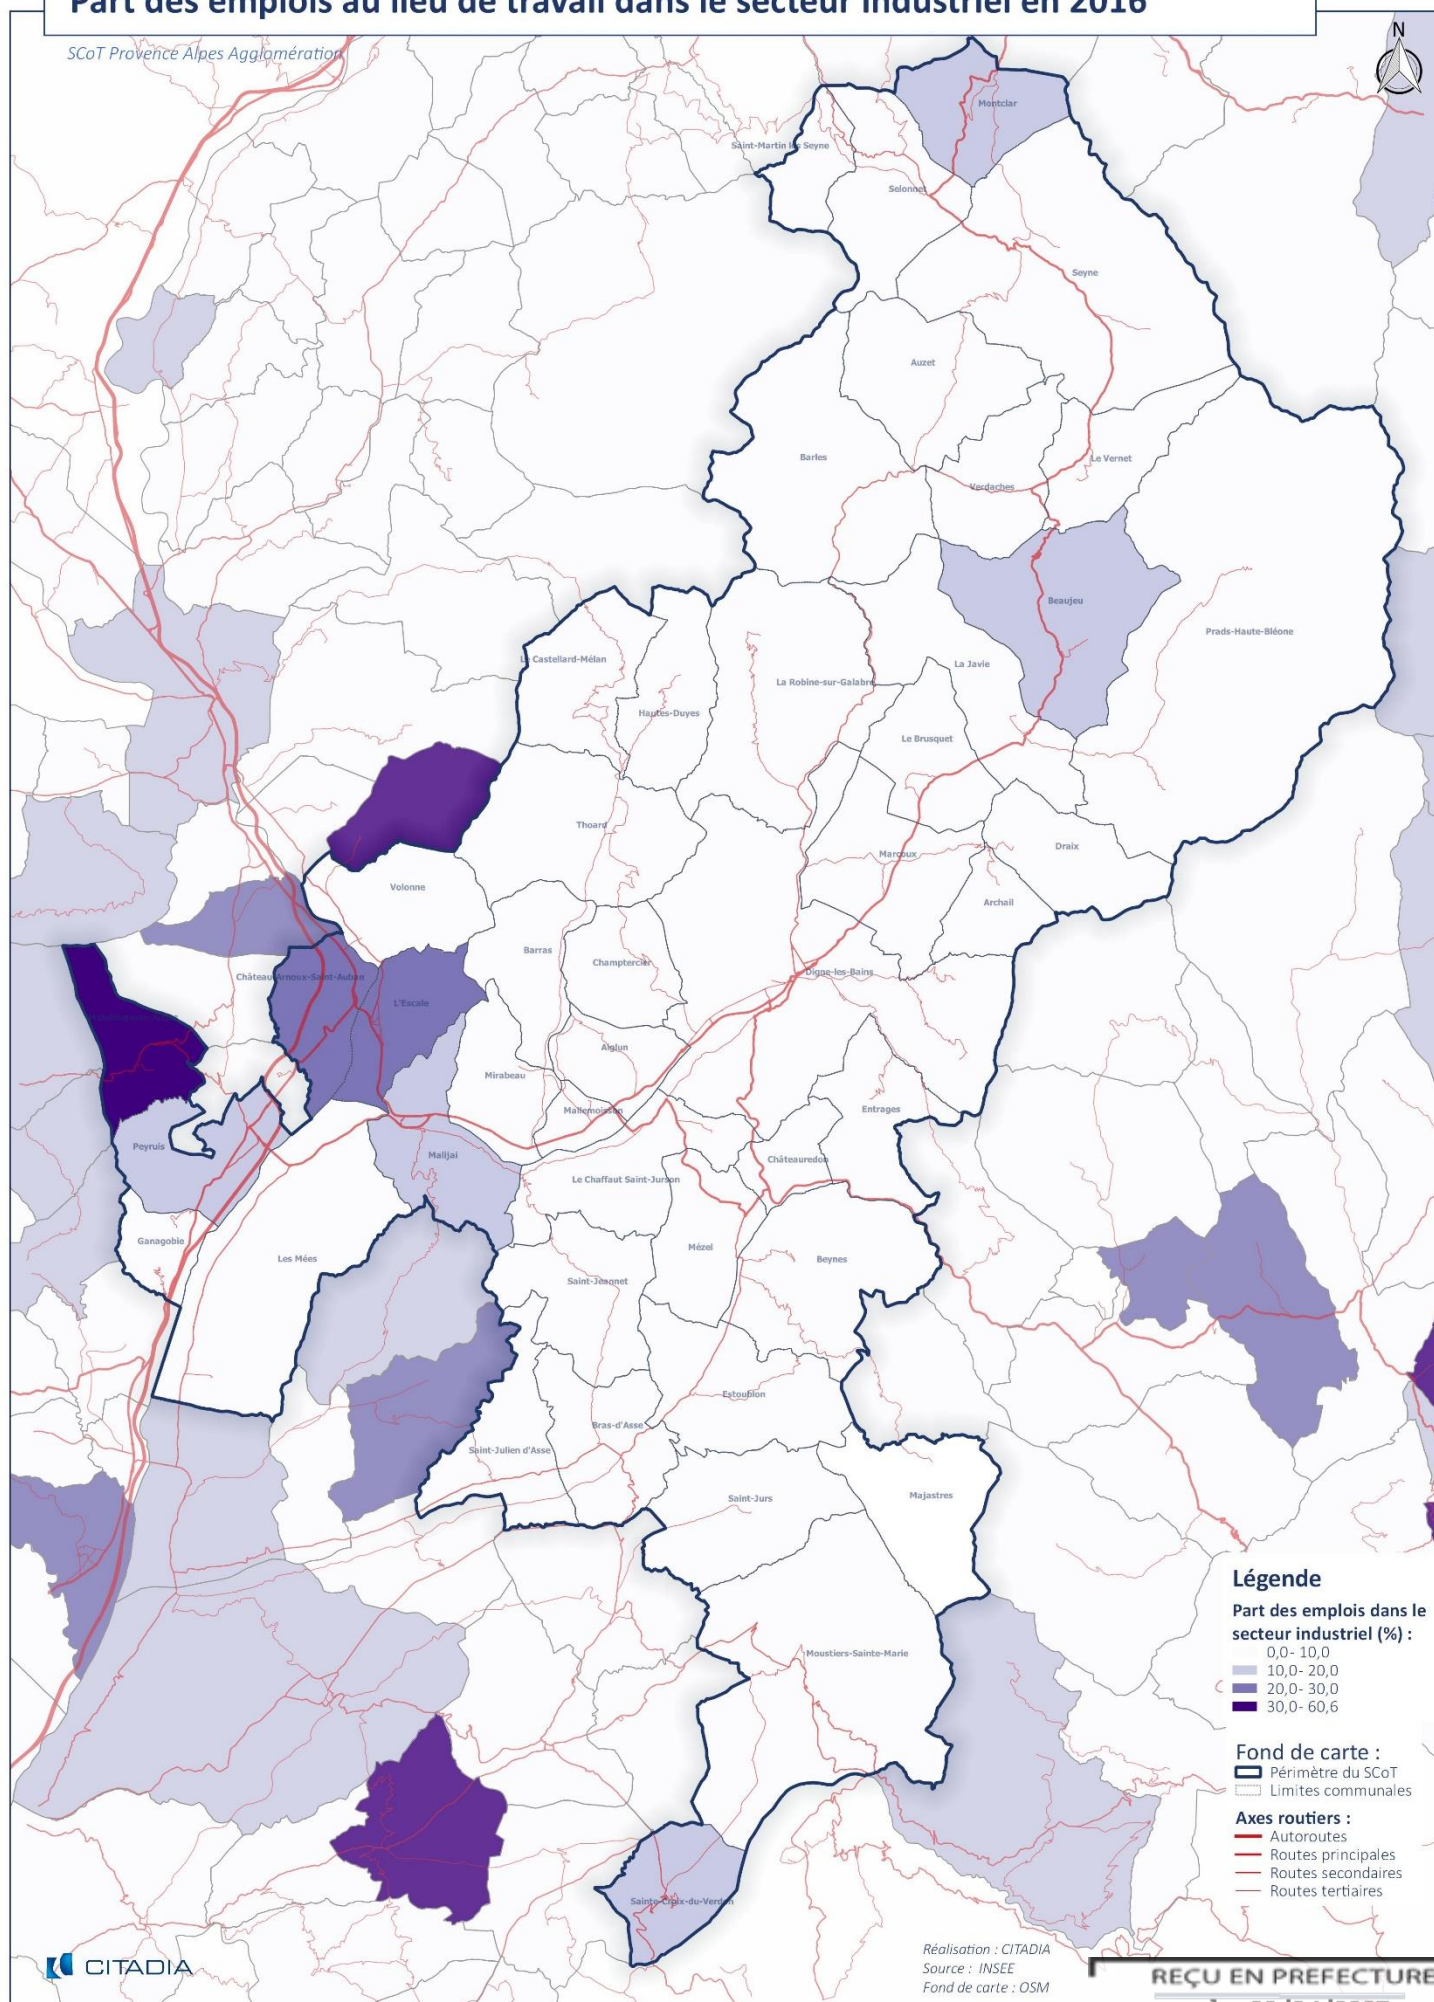 Part des emplois au lieu de travail dans le secteur industriel en 2016
SCoT Provence Alpes Agglomération
N
Montclar
Saint-Martin les Seyne
Selonnet
Seyne
Auzet
Barles
Le Vernet
Verdaches
Beaujeu
Prads-Haute-Bléone
Le Castellard-Mélan
La Javie
La Robine-sur-Galabre
Hautes-Duyes
Le Brusquet
Thoard
Marcoux
Draix
Volonne
Archail
Barras
Champtercier
Digne-les-Bains
Château-Arnoux-Saint-Auban
L'Escale
Aiglun
Mirabeau
Mallemoisson
Entrages
Peyruis
Malijai
Châteauredon
Le Chaffaut Saint-Jurson
Ganagobie
Les Mées
Mézel
Beynes
Saint-Jeannet
Estoublon
Bras-d'Asse
Saint-Julien d'Asse
Saint-Jurs
Majastres
Moustiers-Sainte-Marie
Sainte-Croix-du-Verdon
Légende
Part des emplois dans le
secteur industriel (%) :
0,0- 10,0
10,0- 20,0
20,0- 30,0
30,0- 60,6
Fond de carte :
Périmètre du SCoT
Limites communales
Axes routiers :
Autoroutes
Routes principales
Routes secondaires
Routes tertiaires
CITADIA
Réalisation : CITADIA
Source : INSEE
Fond de carte : OSM
REÇU EN PREFECTURE